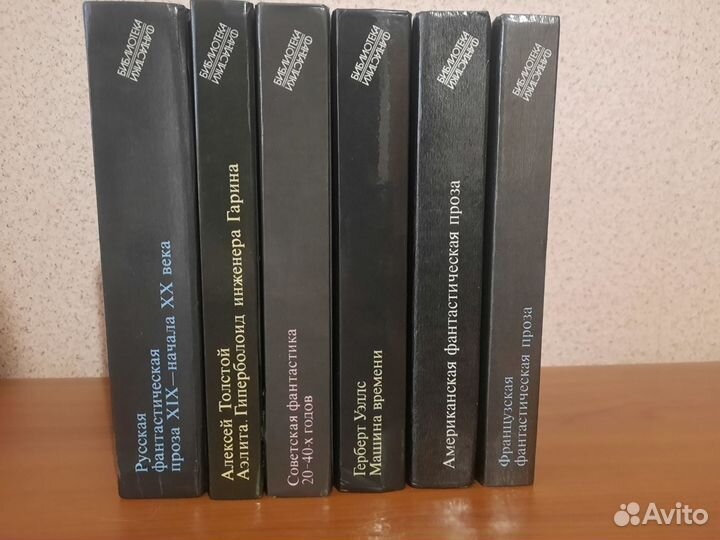 БИБЛИОТЕКА
ФАНТАСТИКИ
Русская
фантастическая
проза XIX—начала XX века
БИБЛИОТЕКА
ФАНТАСТИКИ
Алексей Толстой
Аэлита. Гиперболоид инженера Гарина
БИБЛИОТЕКА
ФАНТАСТИКИ
Советская фантастика
20-40-х годов
БИБЛИОТЕКА
ФАНТАСТИКИ
Герберт Уэллс
Машина времени
БИБЛИОТЕКА
ФАНТАСТИКИ
Американская фантастическая проза
БИБЛИОТЕКА
ФАНТАСТИКИ
Французская
фантастическая проза
Avito